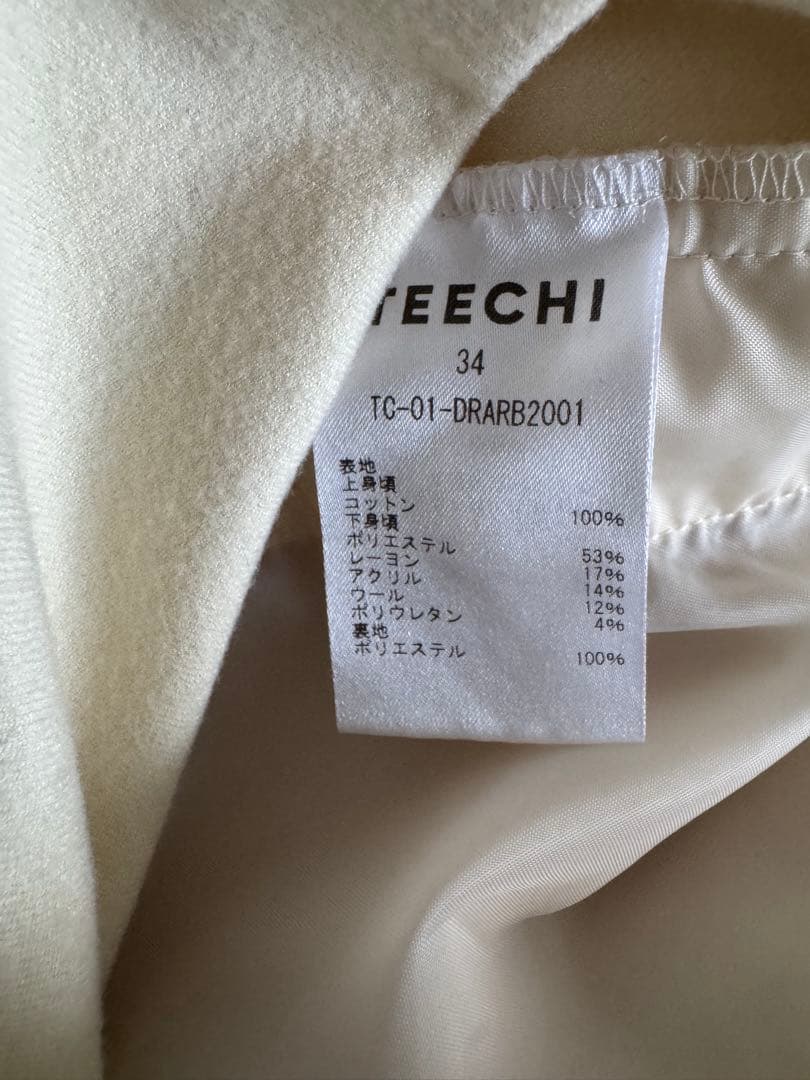 TEECHI
34
TC-01-DRARB2001
表地
上身頃
コットン 100%
下身頃
ポリエステル 53%
レーヨン 17%
アクリル 14%
ウール 12%
ポリウレタン 4%
裏地
ポリエステル 100%